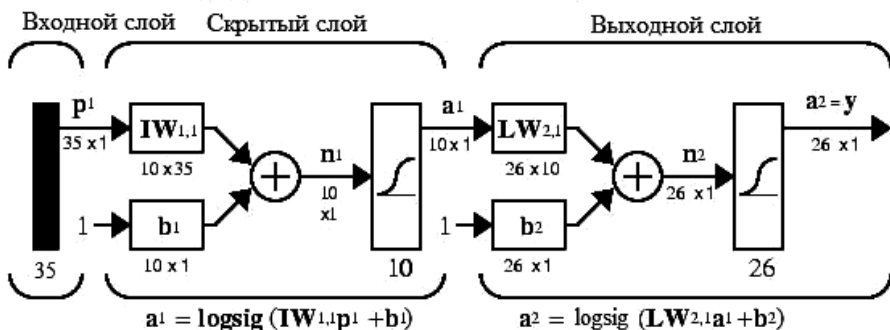 Входной слой
Скрытый слой
Выходной слой
p1
35 x 1
IW1,1
10 x 35
1
b1
10 x 1
n1
10
x1
a1
10 x 1
LW2,1
26 x 10
1
b2
26 x 1
n2
26 x 1
a2 = y
26 x 1
35
10
26
a1 = logsig (IW1,1p1 +b1)
a2 = logsig (LW2,1a1 +b2)